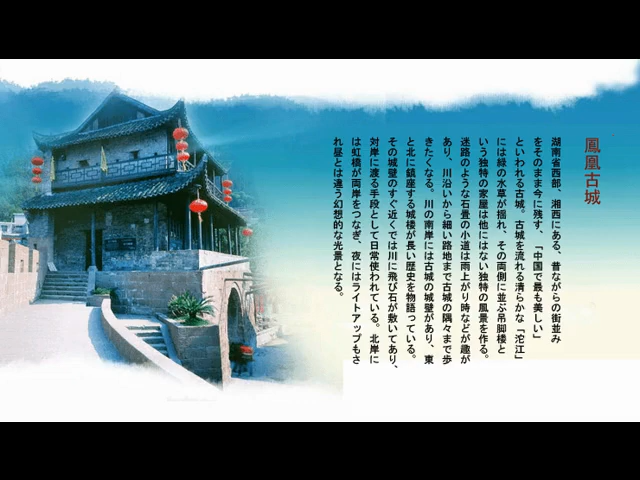 鳳凰古城
湖南省西部、湘西にある、昔ながらの街並み
をそのまま今に残す、「中国で最も美しい」
といわれる古城。古城を流れる清らかな「沱江」
には緑の水草が揺れ、その両側に並ぶ吊脚楼と
いう独特の家屋は他にはない独特の風景を作る。
迷路のような石畳の小道は雨上がり時などが趣が
あり、川沿いから細い路地まで古城の隅々まで歩
きたくなる。川の南岸には古城の城壁があり、東
と北に鎮座する城楼が長い歴史を物語っている。
その城壁のすぐ近くでは川に飛び石が敷いてあり、
対岸に渡る手段として日常使われている。北岸に
は虹橋が両岸をつなぎ、夜にはライトアップもさ
れ昼とは違う幻想的な光景となる。